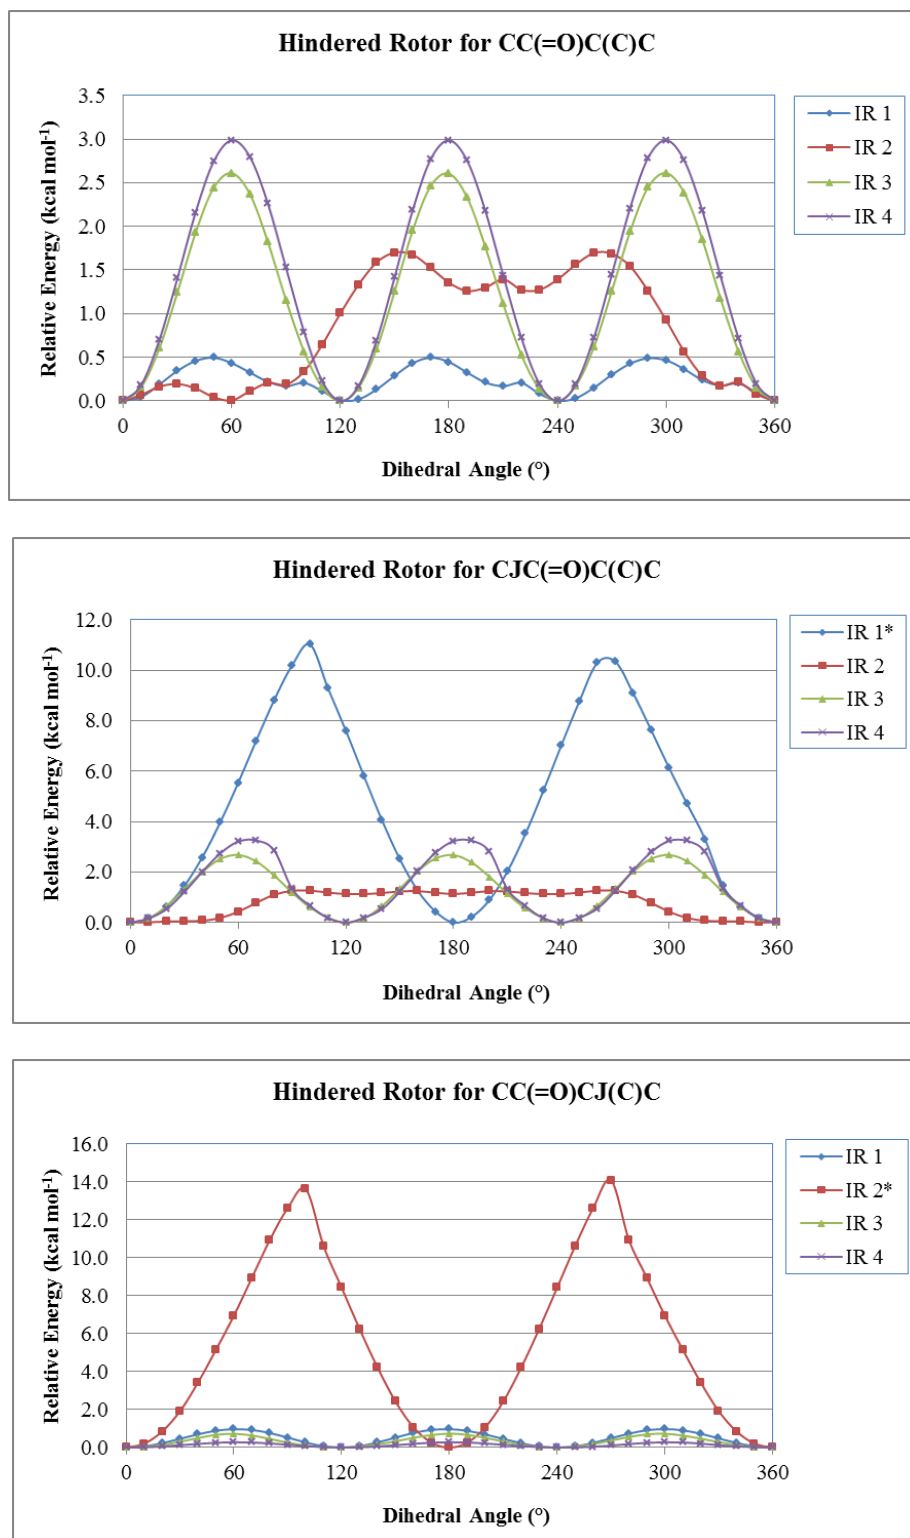 Hindered Rotor for CC(=O)C(C)C
Relative Energy (kcal mol-1)
3.5
3.0
2.5
2.0
1.5
1.0
0.5
0.0
0 60 120 180 240 300 360
Dihedral Angle (°)
IR 1
IR 2
IR 3
IR 4
Hindered Rotor for CJC(=O)C(C)C
Relative Energy (kcal mol-1)
12.0
10.0
8.0
6.0
4.0
2.0
0.0
0 60 120 180 240 300 360
Dihedral Angle (°)
IR 1*
IR 2
IR 3
IR 4
Hindered Rotor for CC(=O)CJ(C)C
Relative Energy (kcal mol-1)
16.0
14.0
12.0
10.0
8.0
6.0
4.0
2.0
0.0
0 60 120 180 240 300 360
Dihedral Angle (°)
IR 1
IR 2*
IR 3
IR 4